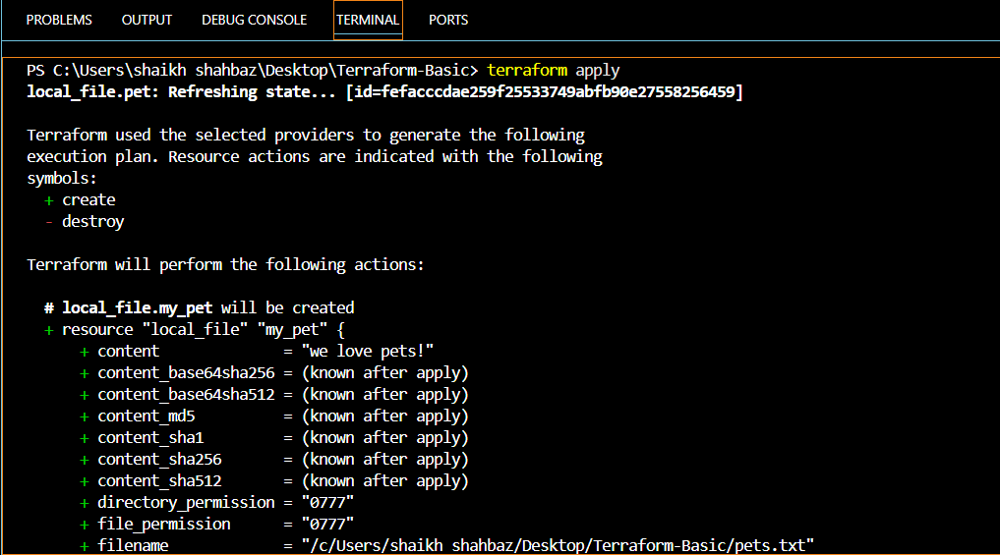 PROBLEMS OUTPUT DEBUG CONSOLE TERMINAL PORTS
PS C:\Users\shaikh shahbaz\Desktop\Terraform-Basic> terraform apply
local_file.pet: Refreshing state... [id=fefacccdae259f25533749abfb90e27558256459]
Terraform used the selected providers to generate the following
execution plan. Resource actions are indicated with the following
symbols:
+ create
- destroy
Terraform will perform the following actions:
# local_file.my_pet will be created
+ resource "local_file" "my_pet" {
+ content = "we love pets!"
+ content_base64sha256 = (known after apply)
+ content_base64sha512 = (known after apply)
+ content_md5 = (known after apply)
+ content_sha1 = (known after apply)
+ content_sha256 = (known after apply)
+ content_sha512 = (known after apply)
+ directory_permission = "0777"
+ file_permission = "0777"
+ filename = "/c/Users/shaikh shahbaz/Desktop/Terraform-Basic/pets.txt"